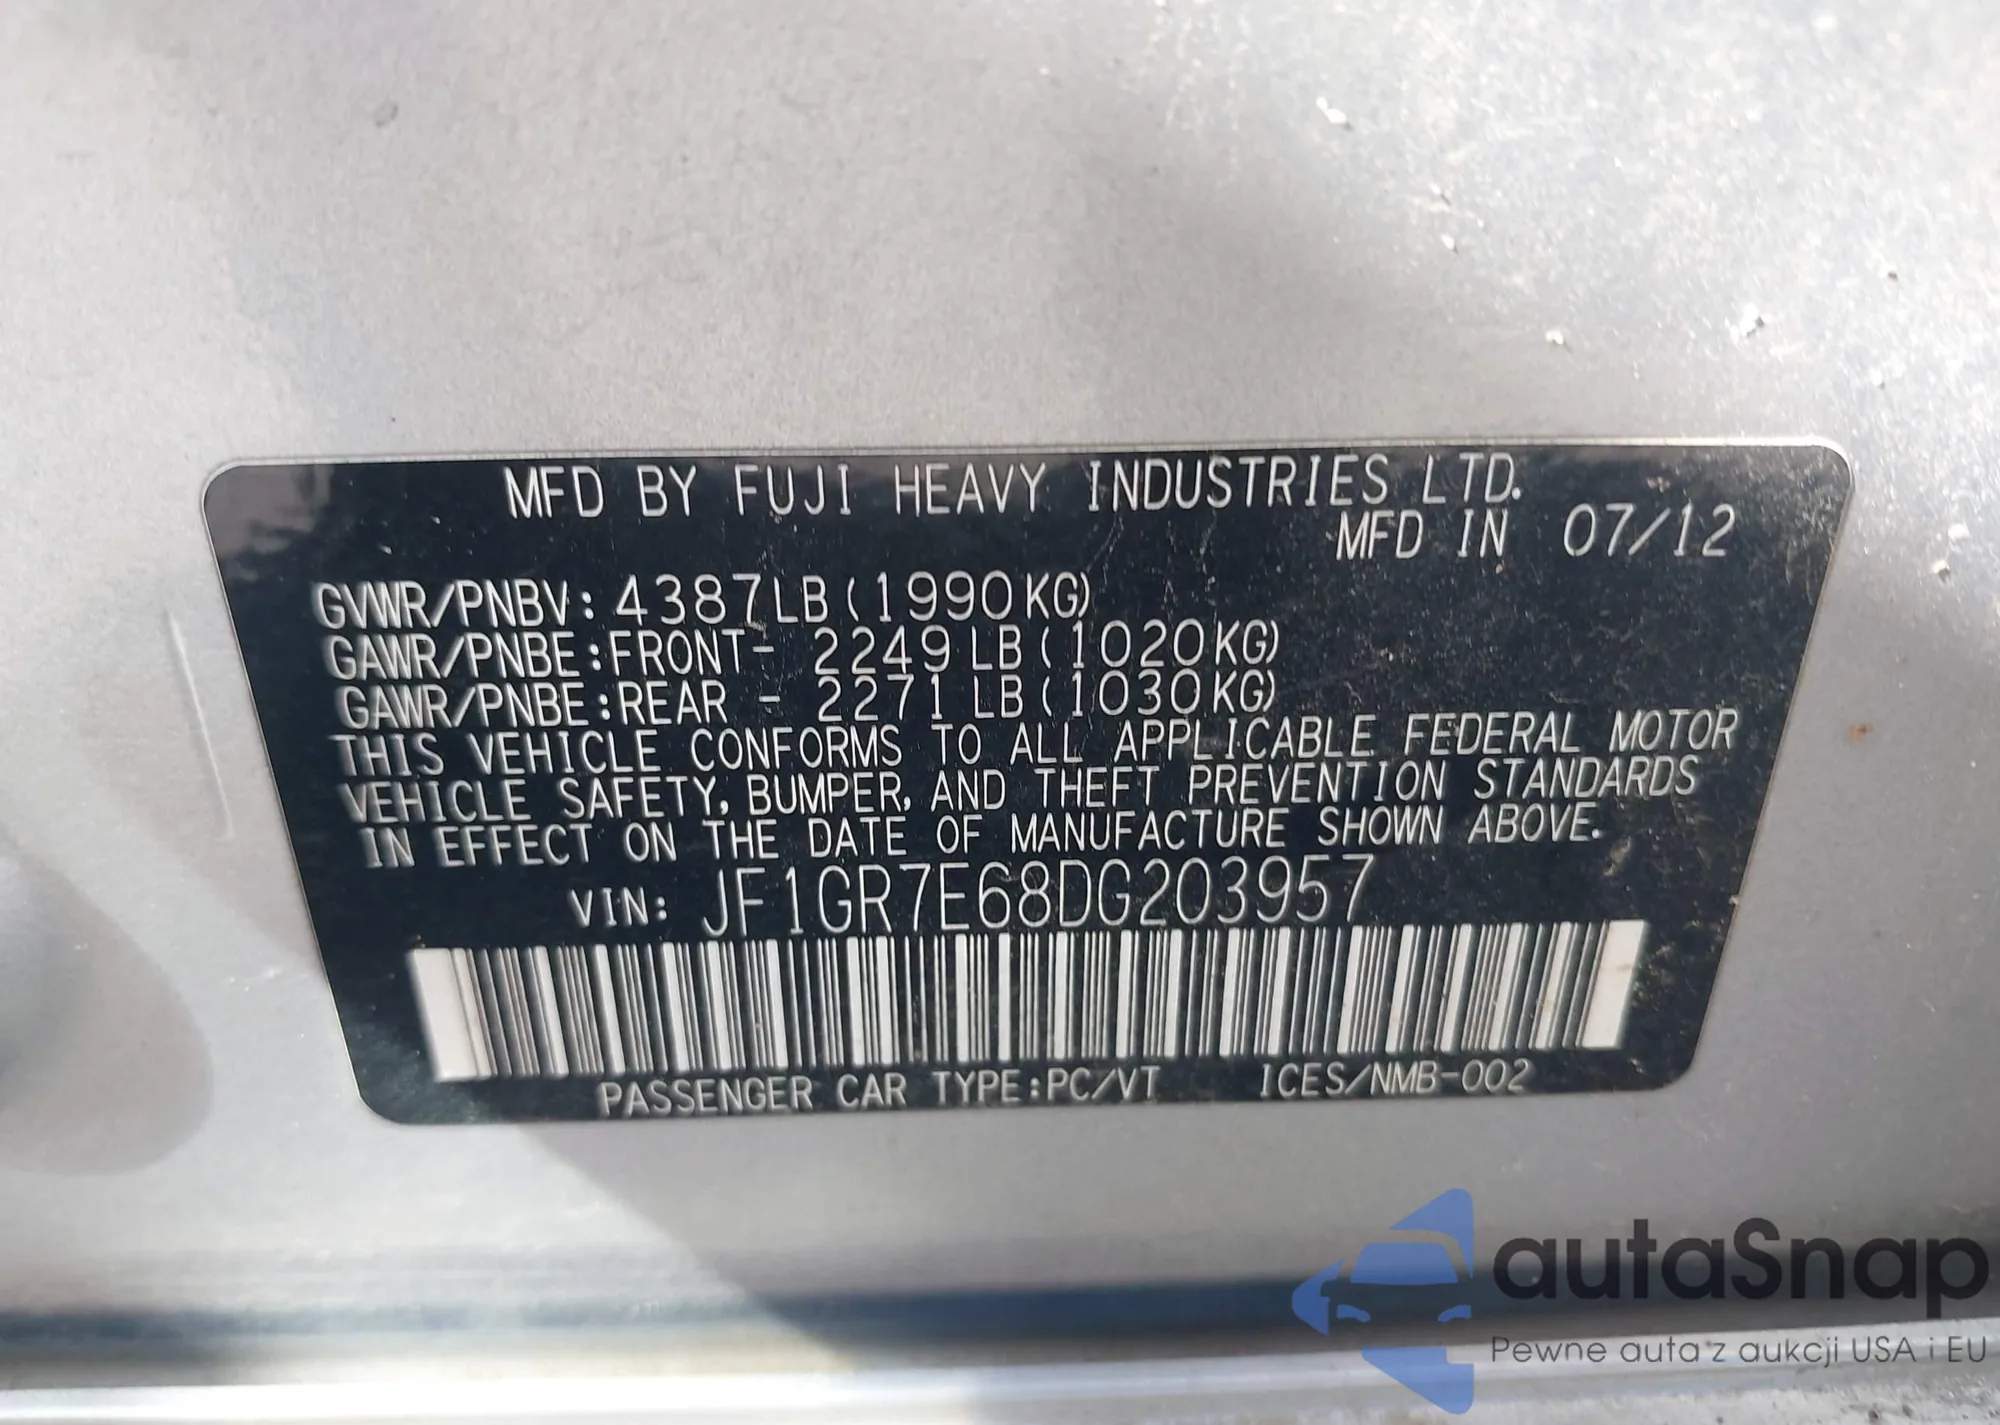 MFD BY FUJI HEAVY INDUSTRIES LTD.
MFD IN 07/12
GVWR/PNBV: 4387LB(1990KG)
GAWR/PNBE:FRONT- 2249LB(1020KG)
GAWR/PNBE:REAR - 2271LB(1030KG)
THIS VEHICLE CONFORMS TO ALL APPLICABLE FEDERAL MOTOR
VEHICLE SAFETY, BUMPER, AND THEFT PREVENTION STANDARDS
IN EFFECT ON THE DATE OF MANUFACTURE SHOWN ABOVE.
VIN: JF1GR7E68DG203957
PASSENGER CAR TYPE:PC/VT ICES/NMB-002
autaSnap
Pewne auta z aukcji USA i EU